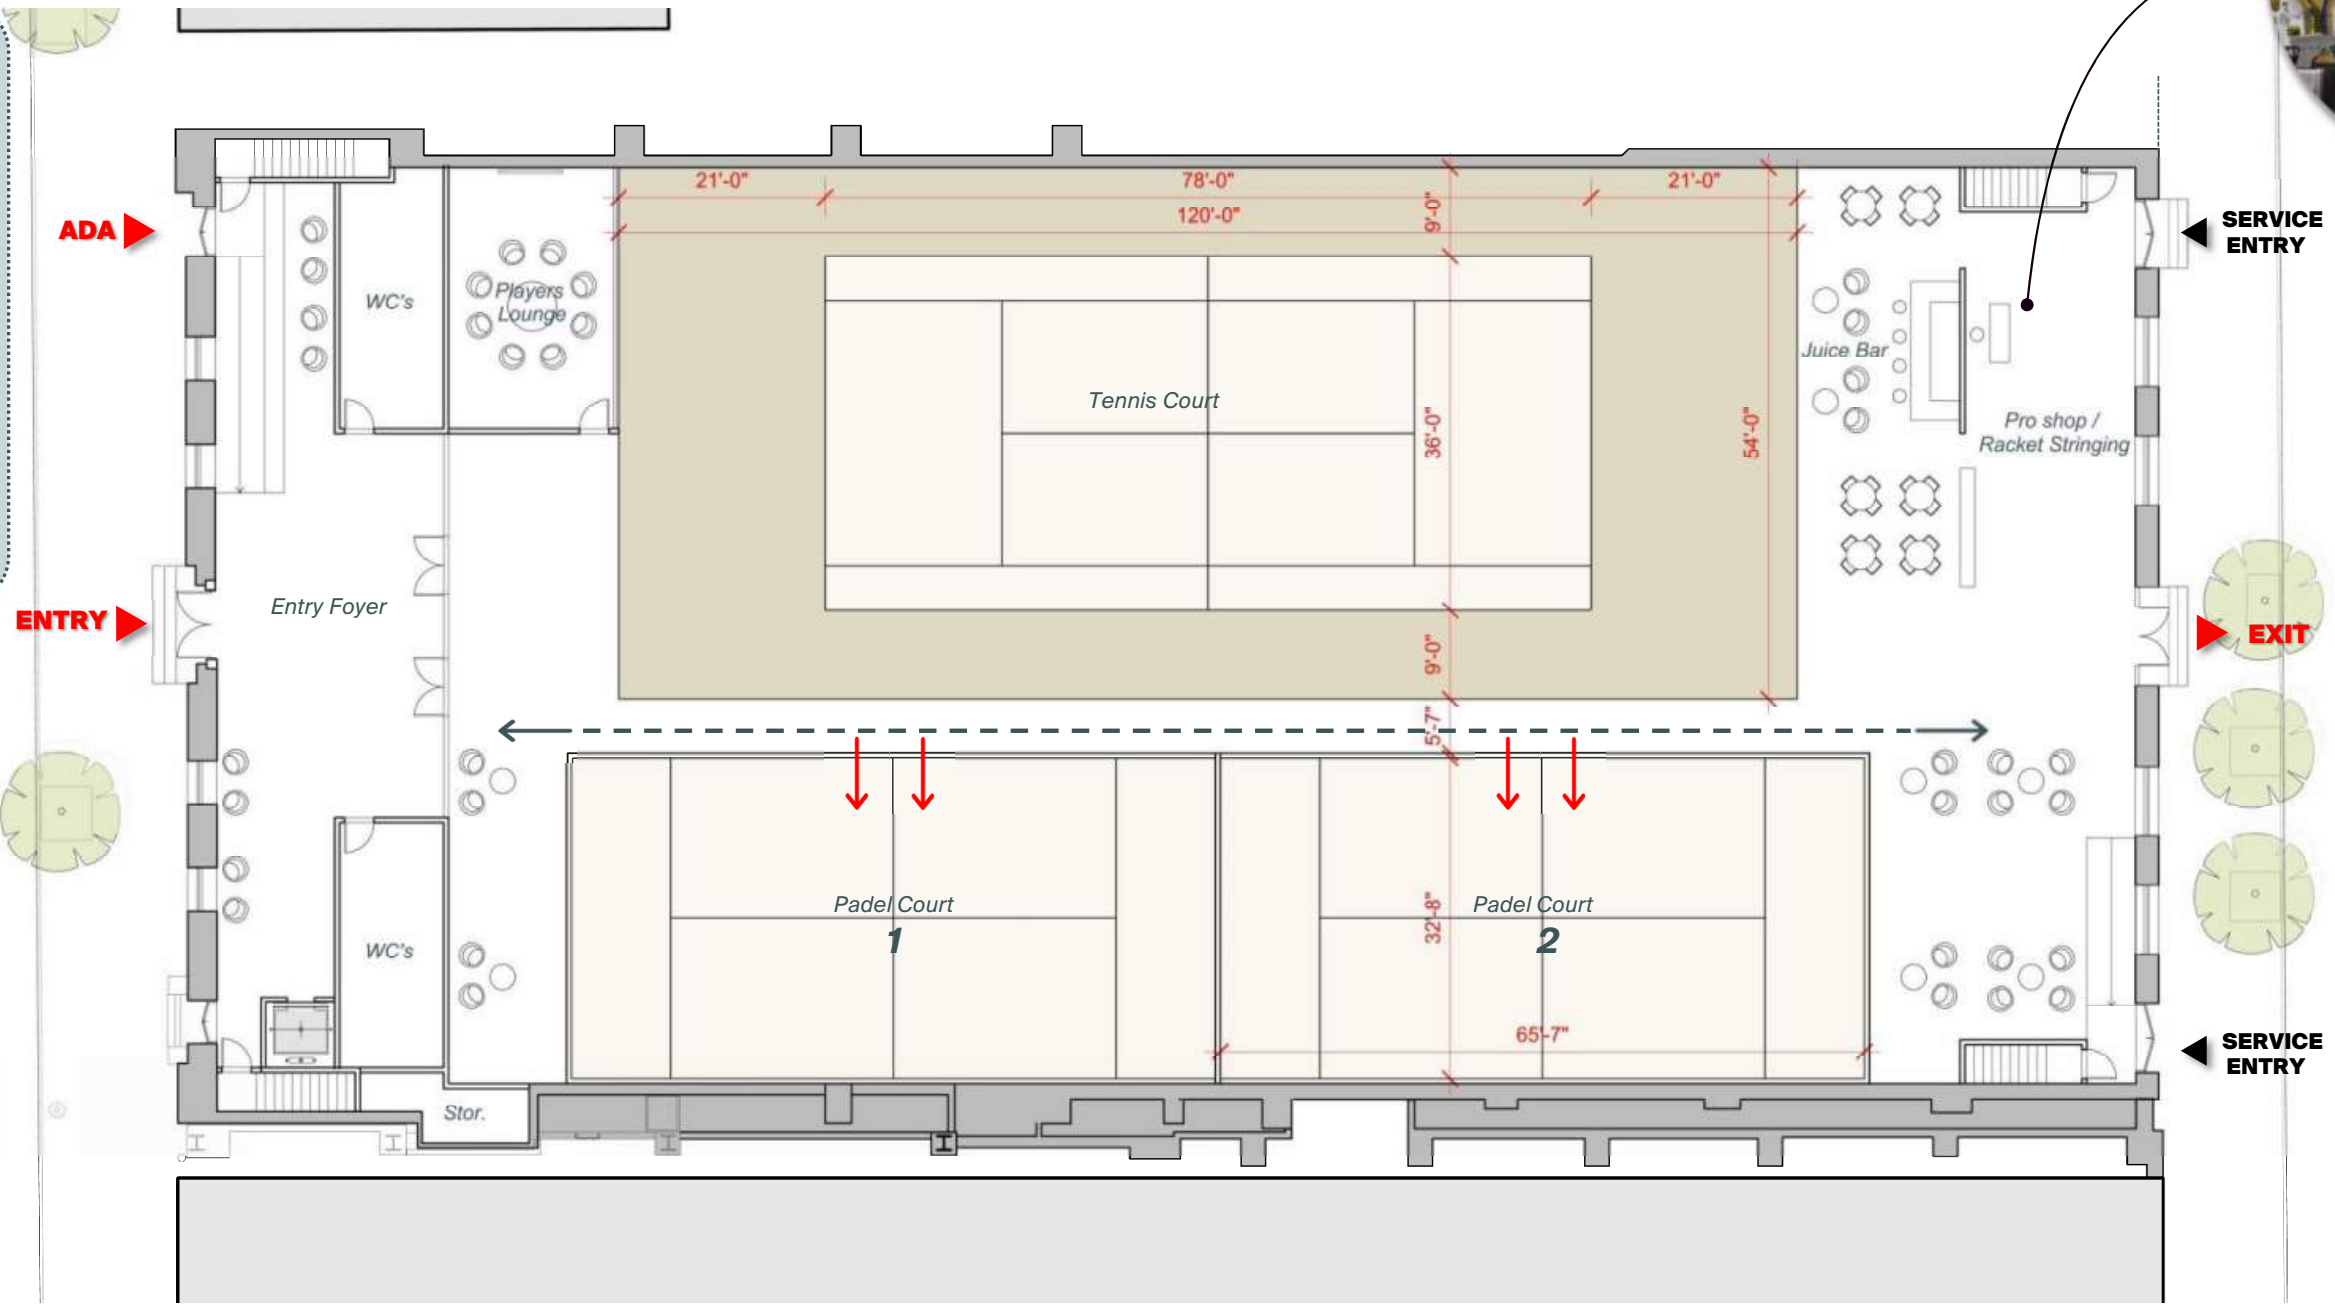 21'-0"
78'-0"
21'-0"
120'-0"
9'-0"
ADA
SERVICE
ENTRY
WC's
Players
Lounge
Juice Bar
Tennis Court
36'-0"
54'-0"
Pro shop /
Racket Stringing
Entry Foyer
ENTRY
EXIT
9'-0"
5'-7"
Padel Court
1
32'-8"
Padel Court
2
WC's
65'-7"
SERVICE
ENTRY
Stor.